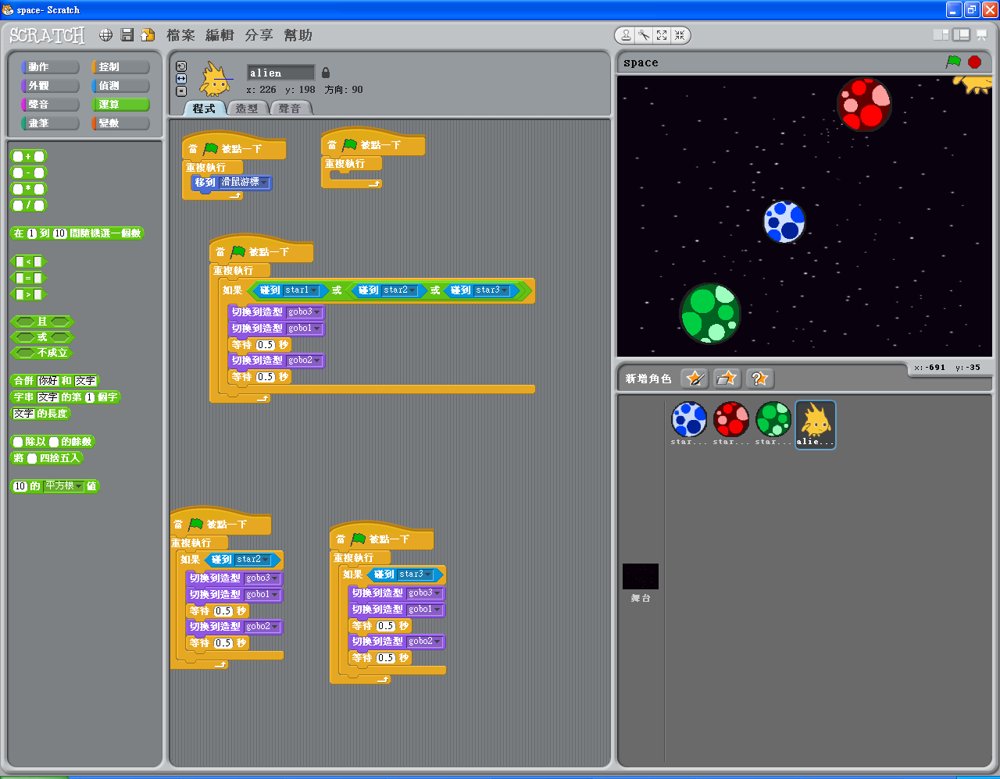 space- Scratch
SCRATCH 檔案 編輯 分享 幫助
動作 控制
外觀 偵測
聲音 運算
畫筆 變數
+
-
*
/
在 1 到 10 間隨機選一個數
<
=
>
且
或
不成立
合併 你好 和 文字
字串 文字 的第 1 個字
文字 的長度
除以 的餘數
將 四捨五入
10 的 平方根 值
alien
x: 226 y: 198 方向: 90
程式 造型 聲音
當 被點一下
重複執行
移到 滑鼠游標
當 被點一下
重複執行
當 被點一下
重複執行
如果 碰到 star1 或 碰到 star2 或 碰到 star3
切換到造型 gobo3
切換到造型 gobo1
等待 0.5 秒
切換到造型 gobo2
等待 0.5 秒
當 被點一下
重複執行
如果 碰到 star2
切換到造型 gobo3
切換到造型 gobo1
等待 0.5 秒
切換到造型 gobo2
等待 0.5 秒
當 被點一下
重複執行
如果 碰到 star3
切換到造型 gobo3
切換到造型 gobo1
等待 0.5 秒
切換到造型 gobo2
等待 0.5 秒
space
x: -691 y: -35
新增角色
star... star... star... alie...
舞台